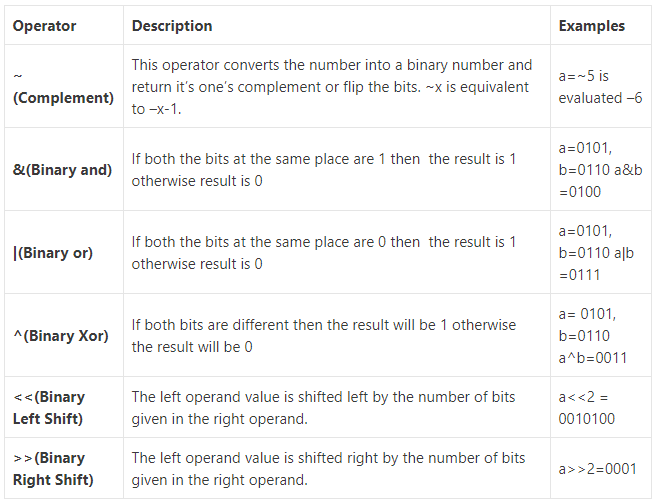 Operator Description Examples
~
(Complement)
This operator converts the number into a binary number and
return it’s one’s complement or flip the bits. ~x is equivalent
to –x-1.
a=~5 is
evaluated –6
&(Binary and)
If both the bits at the same place are 1 then  the result is 1
otherwise result is 0
a=0101,
b=0110 a&b
=0100
|(Binary or)
If both the bits at the same place are 0 then  the result is 1
otherwise result is 0
a=0101,
b=0110 a|b
=0111
^(Binary Xor)
If both bits are different then the result will be 1 otherwise
the result will be 0
a= 0101,
b=0110
a^b=0011
<<(Binary
Left Shift)
The left operand value is shifted left by the number of bits
given in the right operand.
a<<2 =
0010100
>>(Binary
Right Shift)
The left operand value is shifted right by the number of bits
given in the right operand.
a>>2=0001